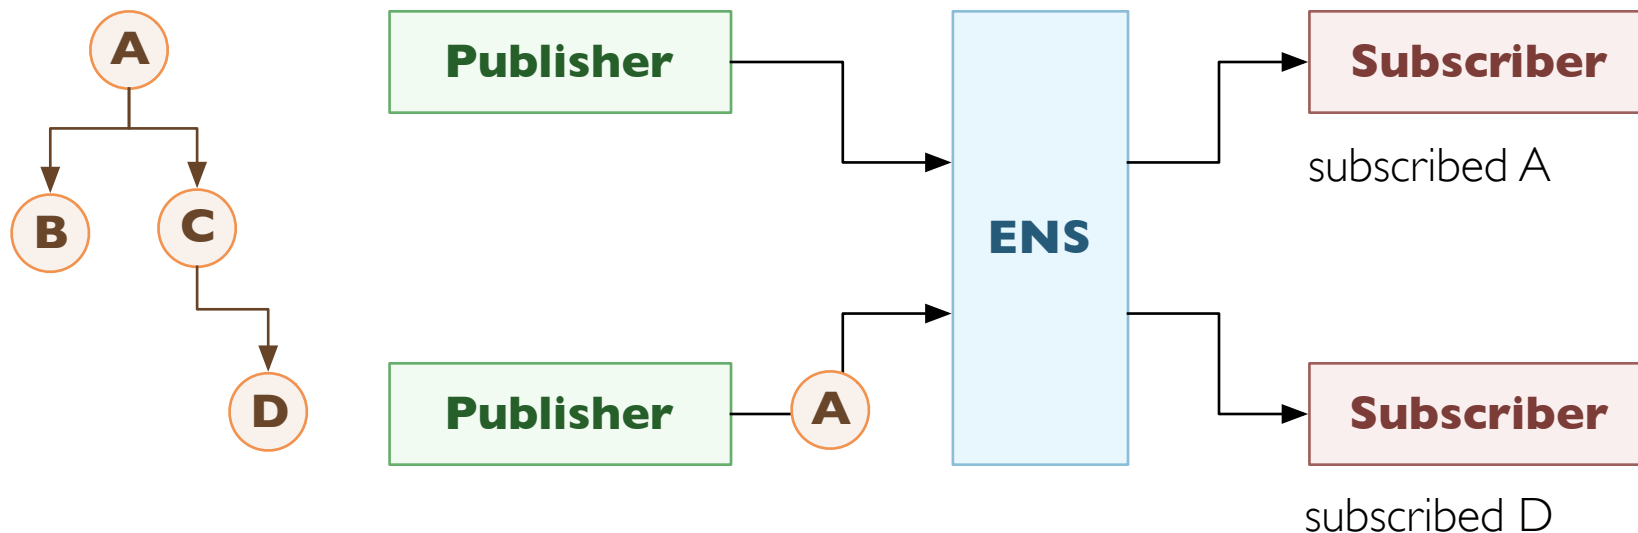 A
B
C
D
Publisher
Publisher
A
ENS
Subscriber
subscribed A
Subscriber
subscribed D